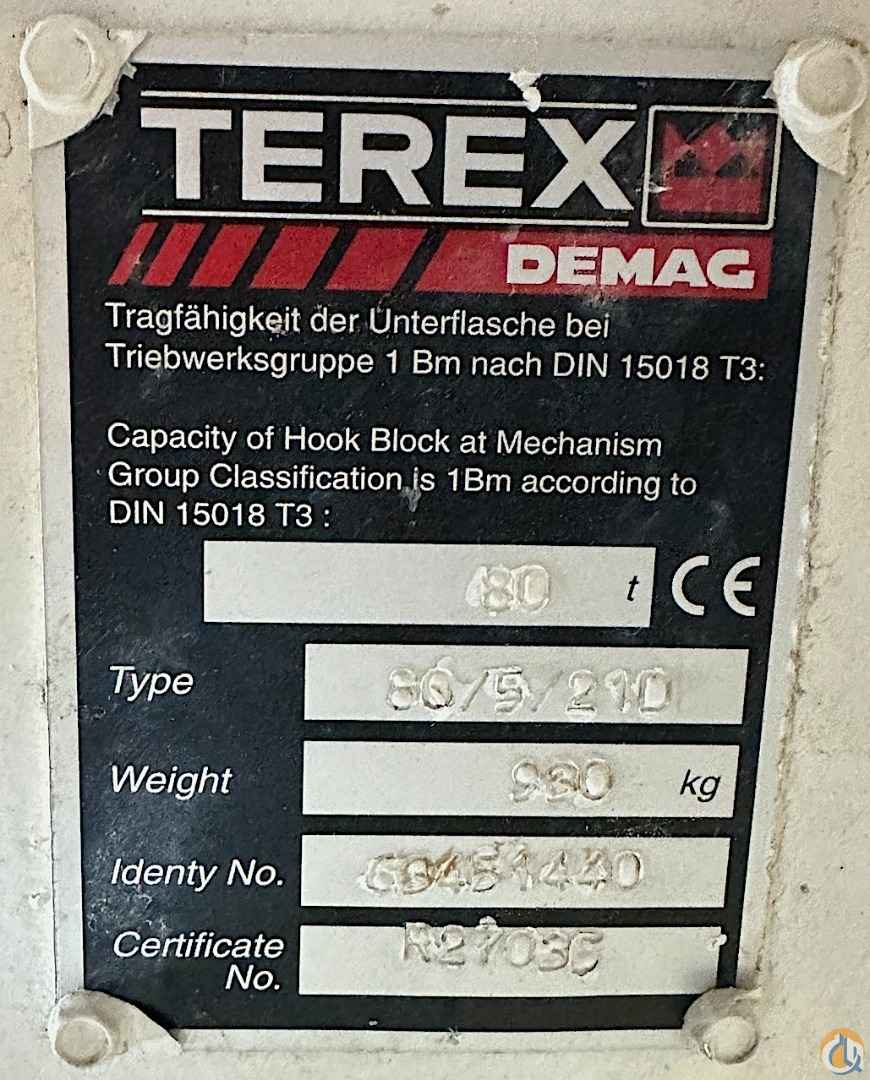 TEREX
DEMAG
Tragfähigkeit der Unterflasche bei
Triebwerksgruppe 1 Bm nach DIN 15018 T3:
Capacity of Hook Block at Mechanism
Group Classification is 1Bm according to
DIN 15018 T3 :
80 t CE
Type 80/5/210
Weight 930 kg
Identy No.
Certificate
No.